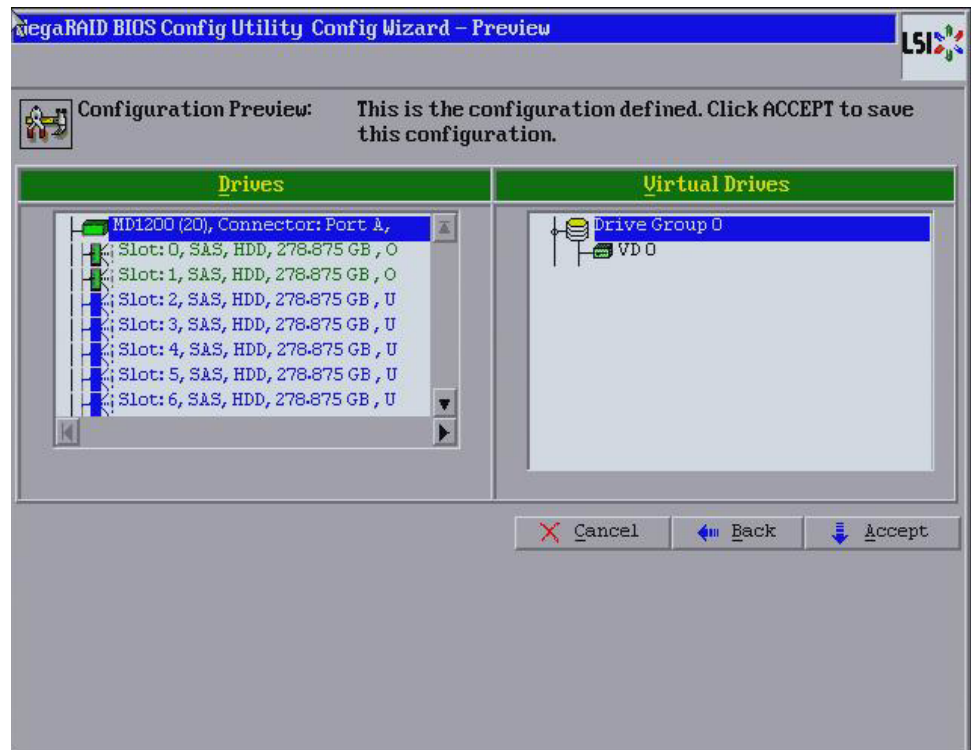 MegaRAID BIOS Config Utility Config Wizard – Preview
LSI
Configuration Preview: This is the configuration defined. Click ACCEPT to save
this configuration.
Drives
MD1200 (20), Connector: Port A,
Slot: 0, SAS, HDD, 278.875 GB , O
Slot: 1, SAS, HDD, 278.875 GB , O
Slot: 2, SAS, HDD, 278.875 GB , U
Slot: 3, SAS, HDD, 278.875 GB , U
Slot: 4, SAS, HDD, 278.875 GB , U
Slot: 5, SAS, HDD, 278.875 GB , U
Slot: 6, SAS, HDD, 278.875 GB , U
Virtual Drives
Drive Group 0
VD 0
Cancel
Back
Accept